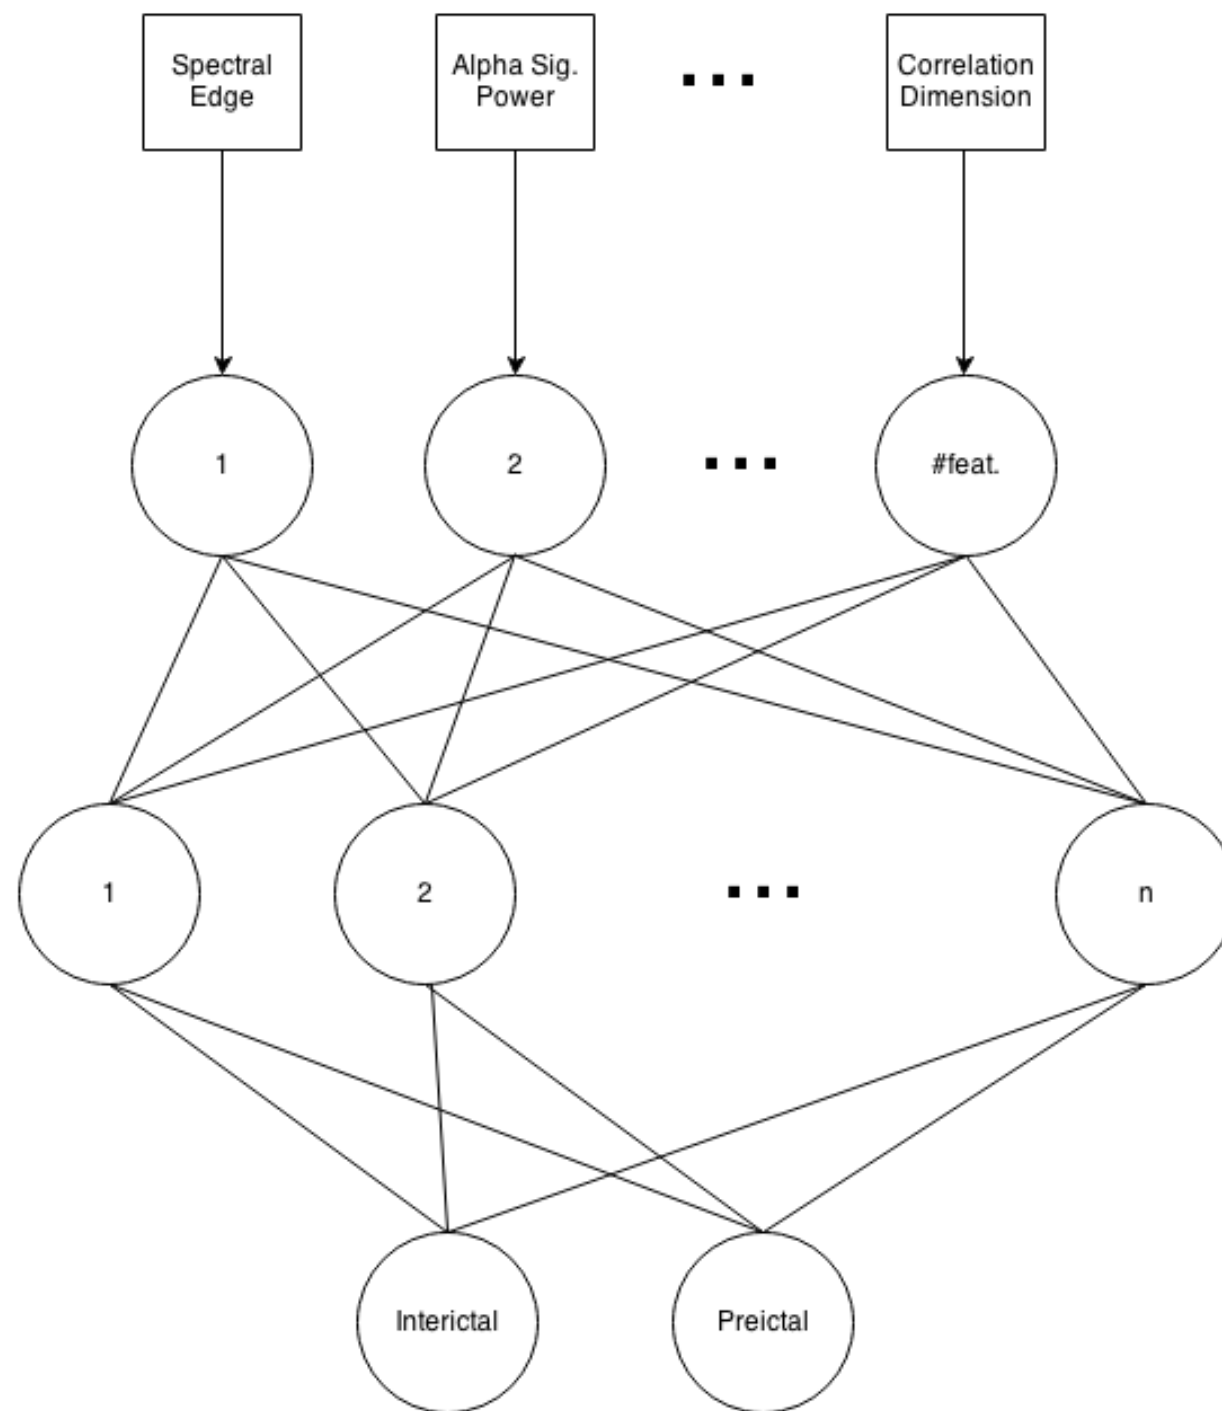 Spectral
Edge
Alpha Sig.
Power
...
Correlation
Dimension
1
2
...
#feat.
1
2
...
n
Interictal
Preictal